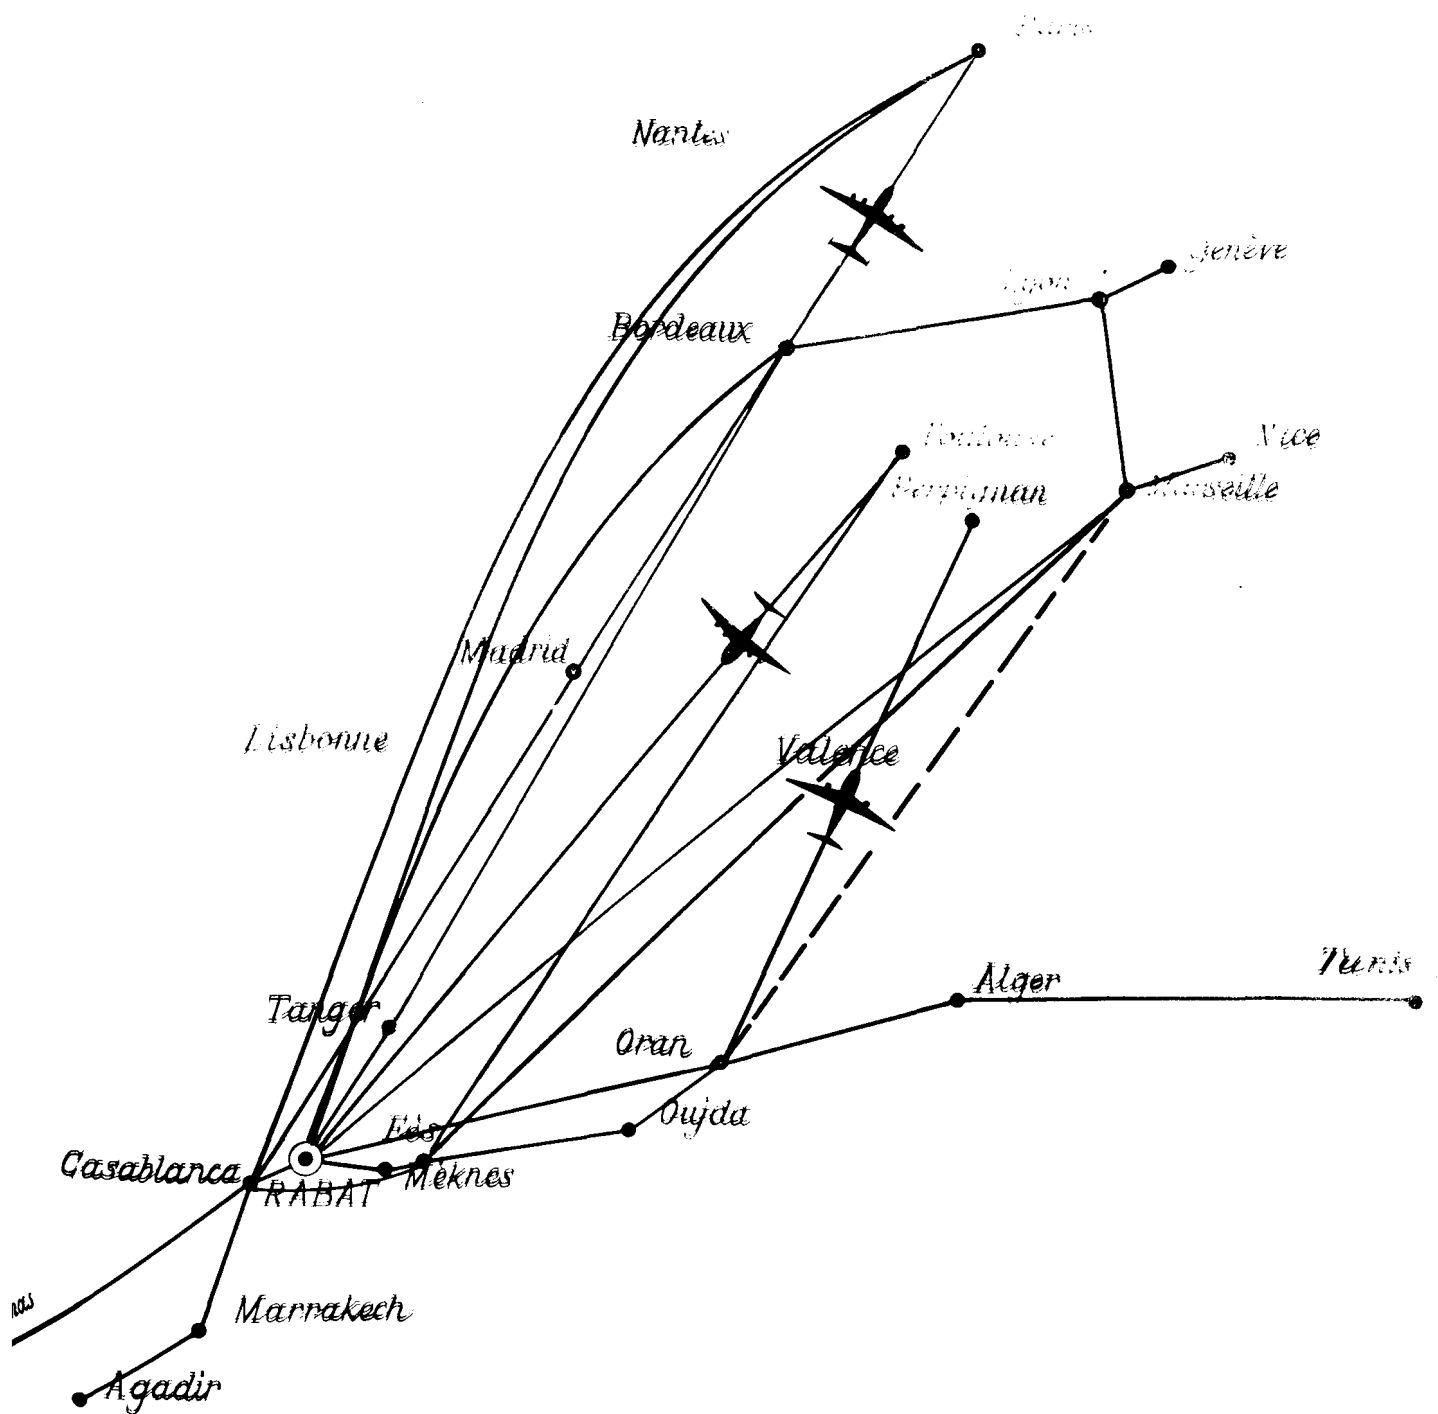 Paris
Nantes
Genève
Lyon
Bordeaux
Nice
Toulouse
Perpignan
Marseille
Madrid
Lisbonne
Valence
Tunis
Alger
Tanger
Oran
Oujda
Fès
Casablanca
Mèknes
RABAT
Marrakech
Agadir